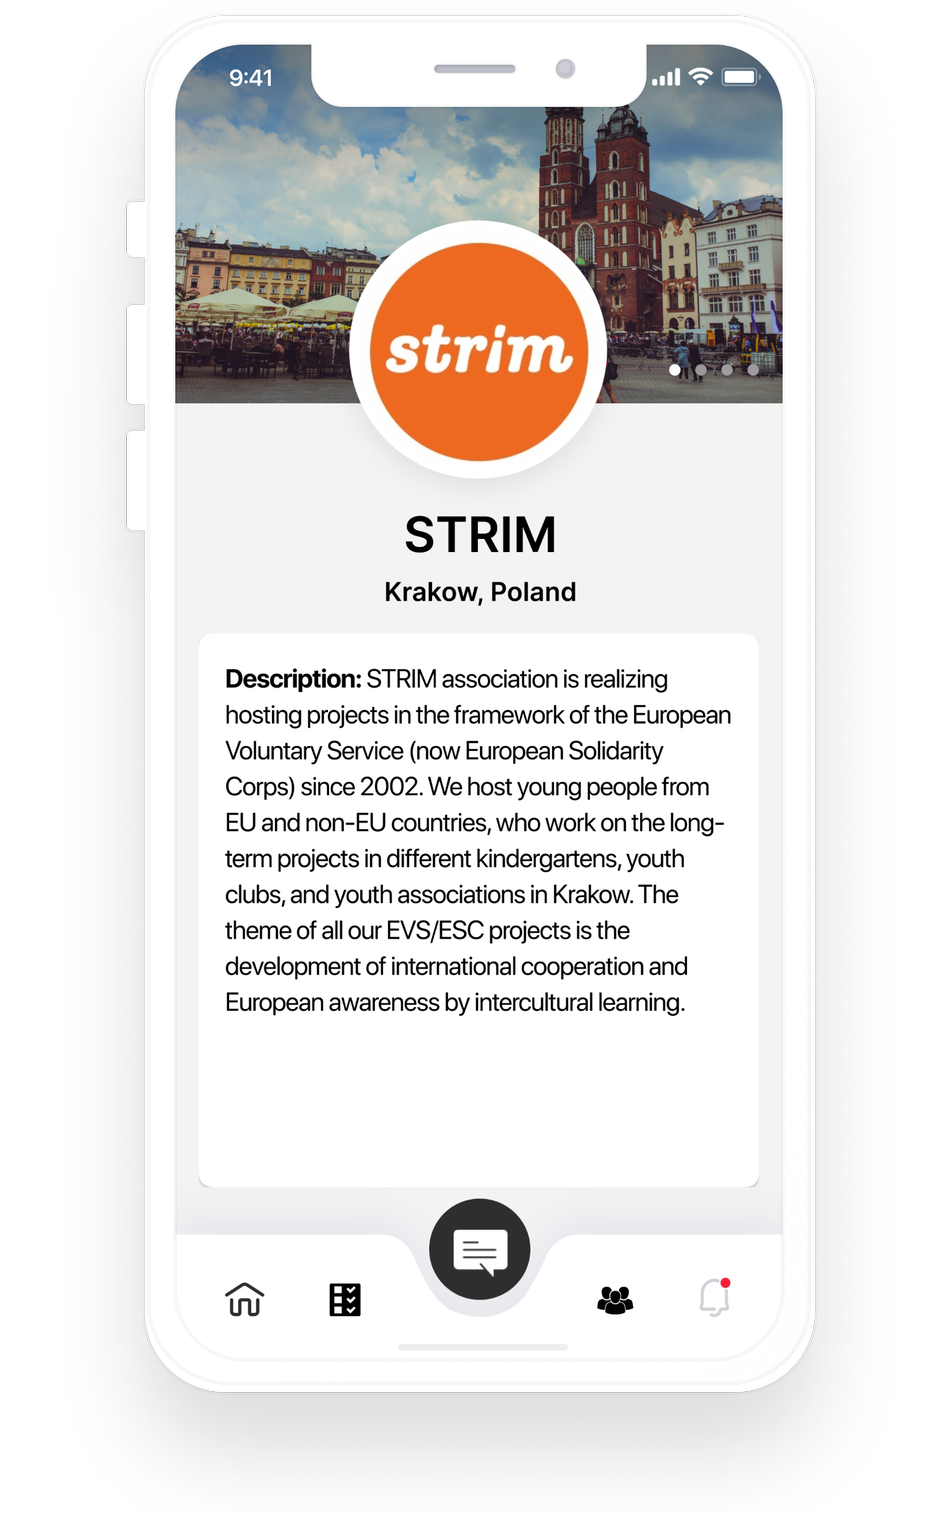 9:41
strim
STRIM
Krakow, Poland
Description: STRIM association is realizing
hosting projects in the framework of the European
Voluntary Service (now European Solidarity
Corps) since 2002. We host young people from
EU and non-EU countries, who work on the long-
term projects in different kindergartens, youth
clubs, and youth associations in Krakow. The
theme of all our EVS/ESC projects is the
development of international cooperation and
European awareness by intercultural learning.